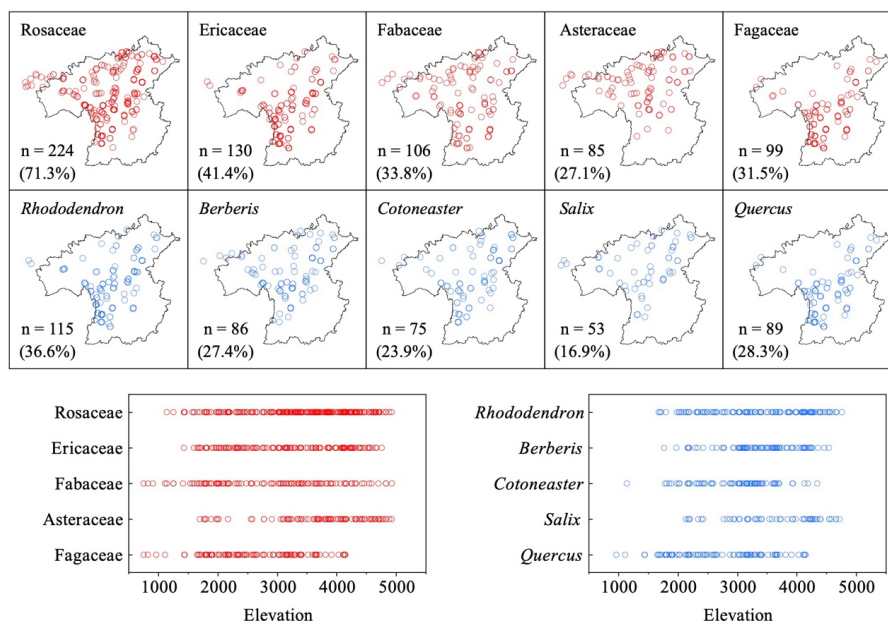 Rosaceae
n = 224
(71.3%)
Ericaceae
n = 130
(41.4%)
Fabaceae
n = 106
(33.8%)
Asteraceae
n = 85
(27.1%)
Fagaceae
n = 99
(31.5%)
Rhododendron
n = 115
(36.6%)
Berberis
n = 86
(27.4%)
Cotoneaster
n = 75
(23.9%)
Salix
n = 53
(16.9%)
Quercus
n = 89
(28.3%)
Rosaceae
Ericaceae
Fabaceae
Asteraceae
Fagaceae
1000 2000 3000 4000 5000
Elevation
Rhododendron
Berberis
Cotoneaster
Salix
Quercus
1000 2000 3000 4000 5000
Elevation